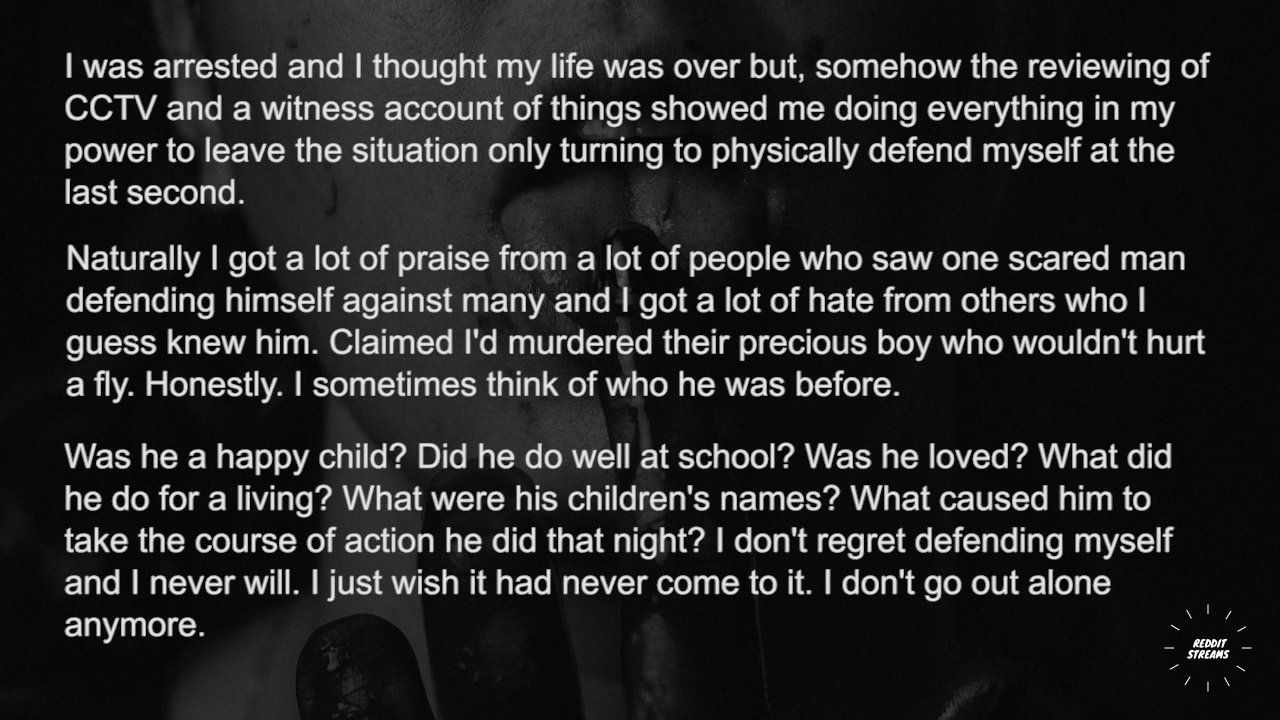 I was arrested and I thought my life was over but, somehow the reviewing of
CCTV and a witness account of things showed me doing everything in my
power to leave the situation only turning to physically defend myself at the
last second.
Naturally I got a lot of praise from a lot of people who saw one scared man
defending himself against many and I got a lot of hate from others who I
guess knew him. Claimed I'd murdered their precious boy who wouldn't hurt
a fly. Honestly. I sometimes think of who he was before.
Was he a happy child? Did he do well at school? Was he loved? What did
he do for a living? What were his children's names? What caused him to
take the course of action he did that night? I don't regret defending myself
and I never will. I just wish it had never come to it. I don't go out alone
anymore.
REDDIT
STREAMS